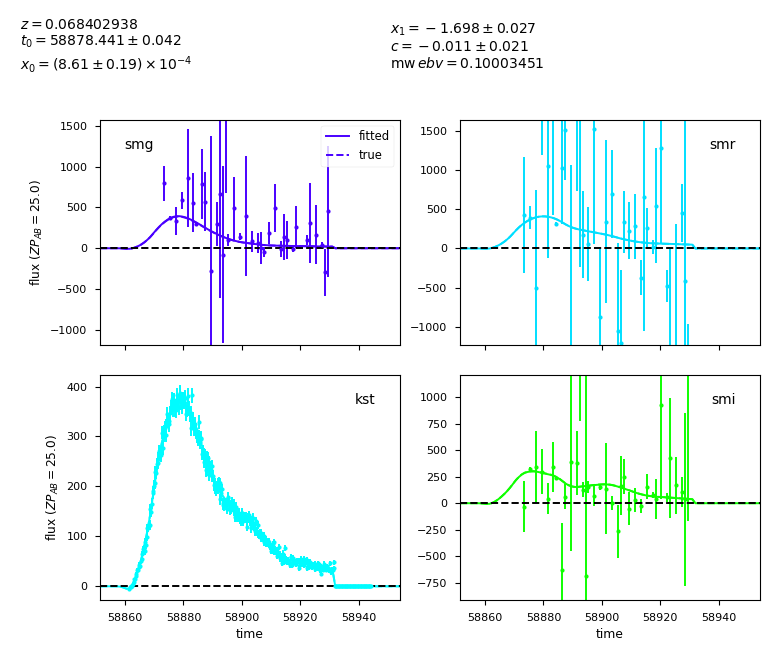 z = 0.068402938
t₀ = 58878.441 ± 0.042
x₀ = (8.61 ± 0.19) × 10⁻⁴
x₁ = −1.698 ± 0.027
c = −0.011 ± 0.021
mw ebv = 0.10003451
1500
1000
500
0
−500
−1000
flux (ZP_AB = 25.0)
smg
fitted
true
1500
1000
500
0
−500
−1000
smr
400
300
200
100
0
flux (ZP_AB = 25.0)
kst
58860 58880 58900 58920 58940
time
1000
750
500
250
0
−250
−500
−750
smi
58860 58880 58900 58920 58940
time